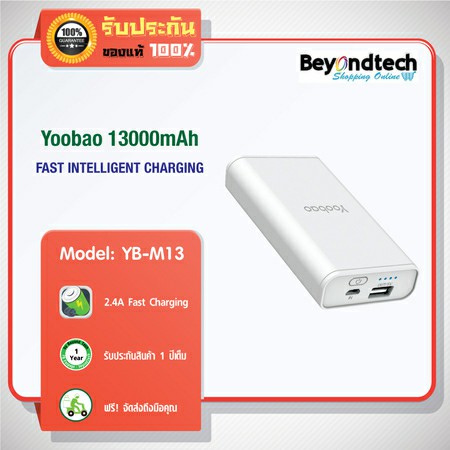 100%
GUARANTEE
รับประกัน
ของแท้ 100%
Beyondtech
Shopping Online
Yoobao 13000mAh
FAST INTELLIGENT CHARGING
Yoobao
Model: YB-M13
2.4A Fast Charging
1
Year
รับประกันสินค้า 1 ปีเต็ม
ฟรี! จัดส่งถึงมือคุณ